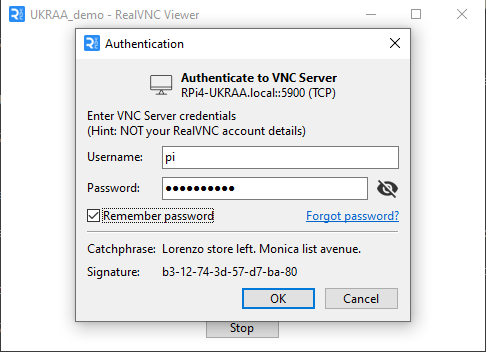 UKRAA_demo - RealVNC Viewer
Authentication
Authenticate to VNC Server
RPi4-UKRAA.local::5900 (TCP)
Enter VNC Server credentials
(Hint: NOT your RealVNC account details)
Username: pi
Password: ●●●●●●●●●●
Remember password Forgot password?
Catchphrase: Lorenzo store left. Monica list avenue.
Signature: b3-12-74-3d-57-d7-ba-80
OK Cancel
Stop